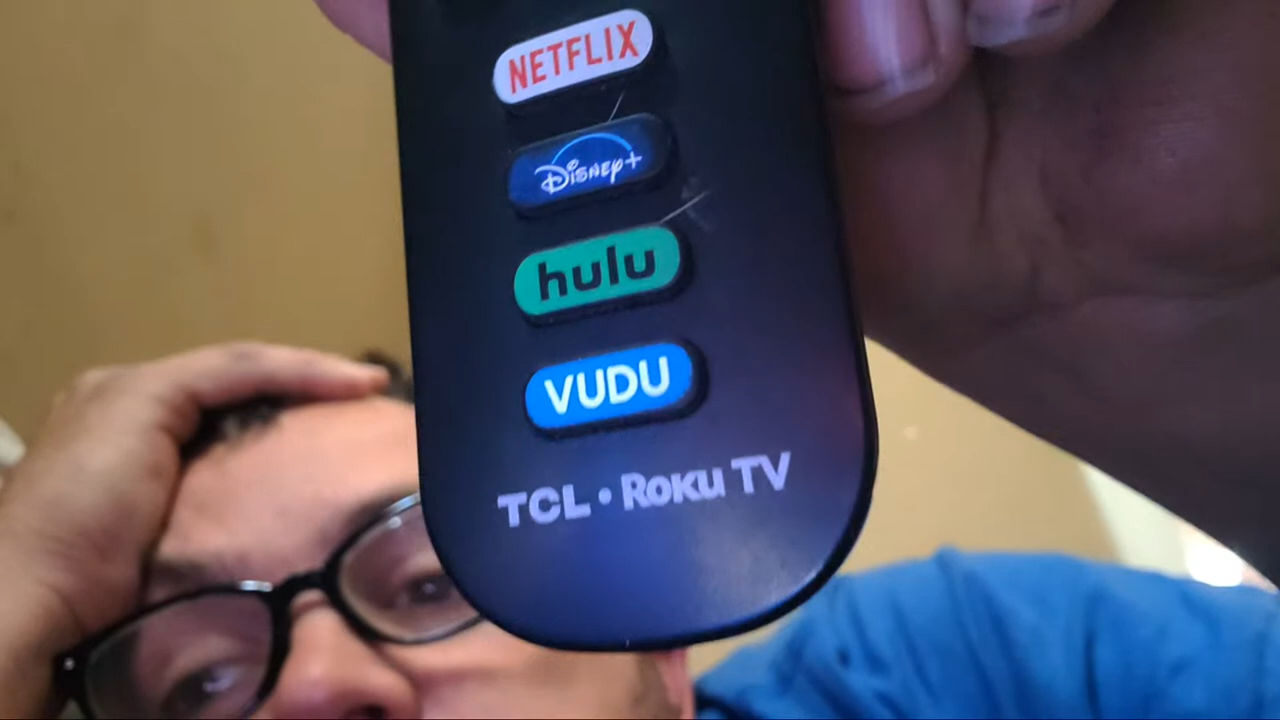 NETFLIX
Disney+
hulu
VUDU
TCL • Roku TV